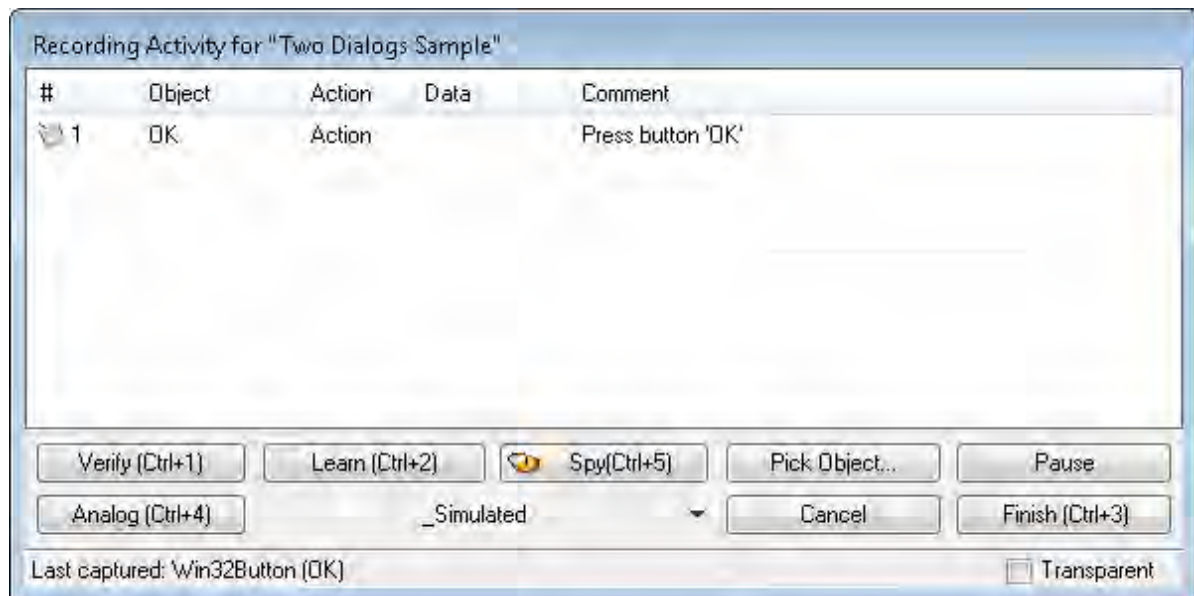 Recording Activity for "Two Dialogs Sample"
# Object Action Data Comment
1 OK Action Press button 'OK'
Verify (Ctrl+1) Learn (Ctrl+2) Spy(Ctrl+5) Pick Object... Pause
Analog (Ctrl+4) _Simulated Cancel Finish (Ctrl+3)
Last captured: Win32Button (OK) Transparent